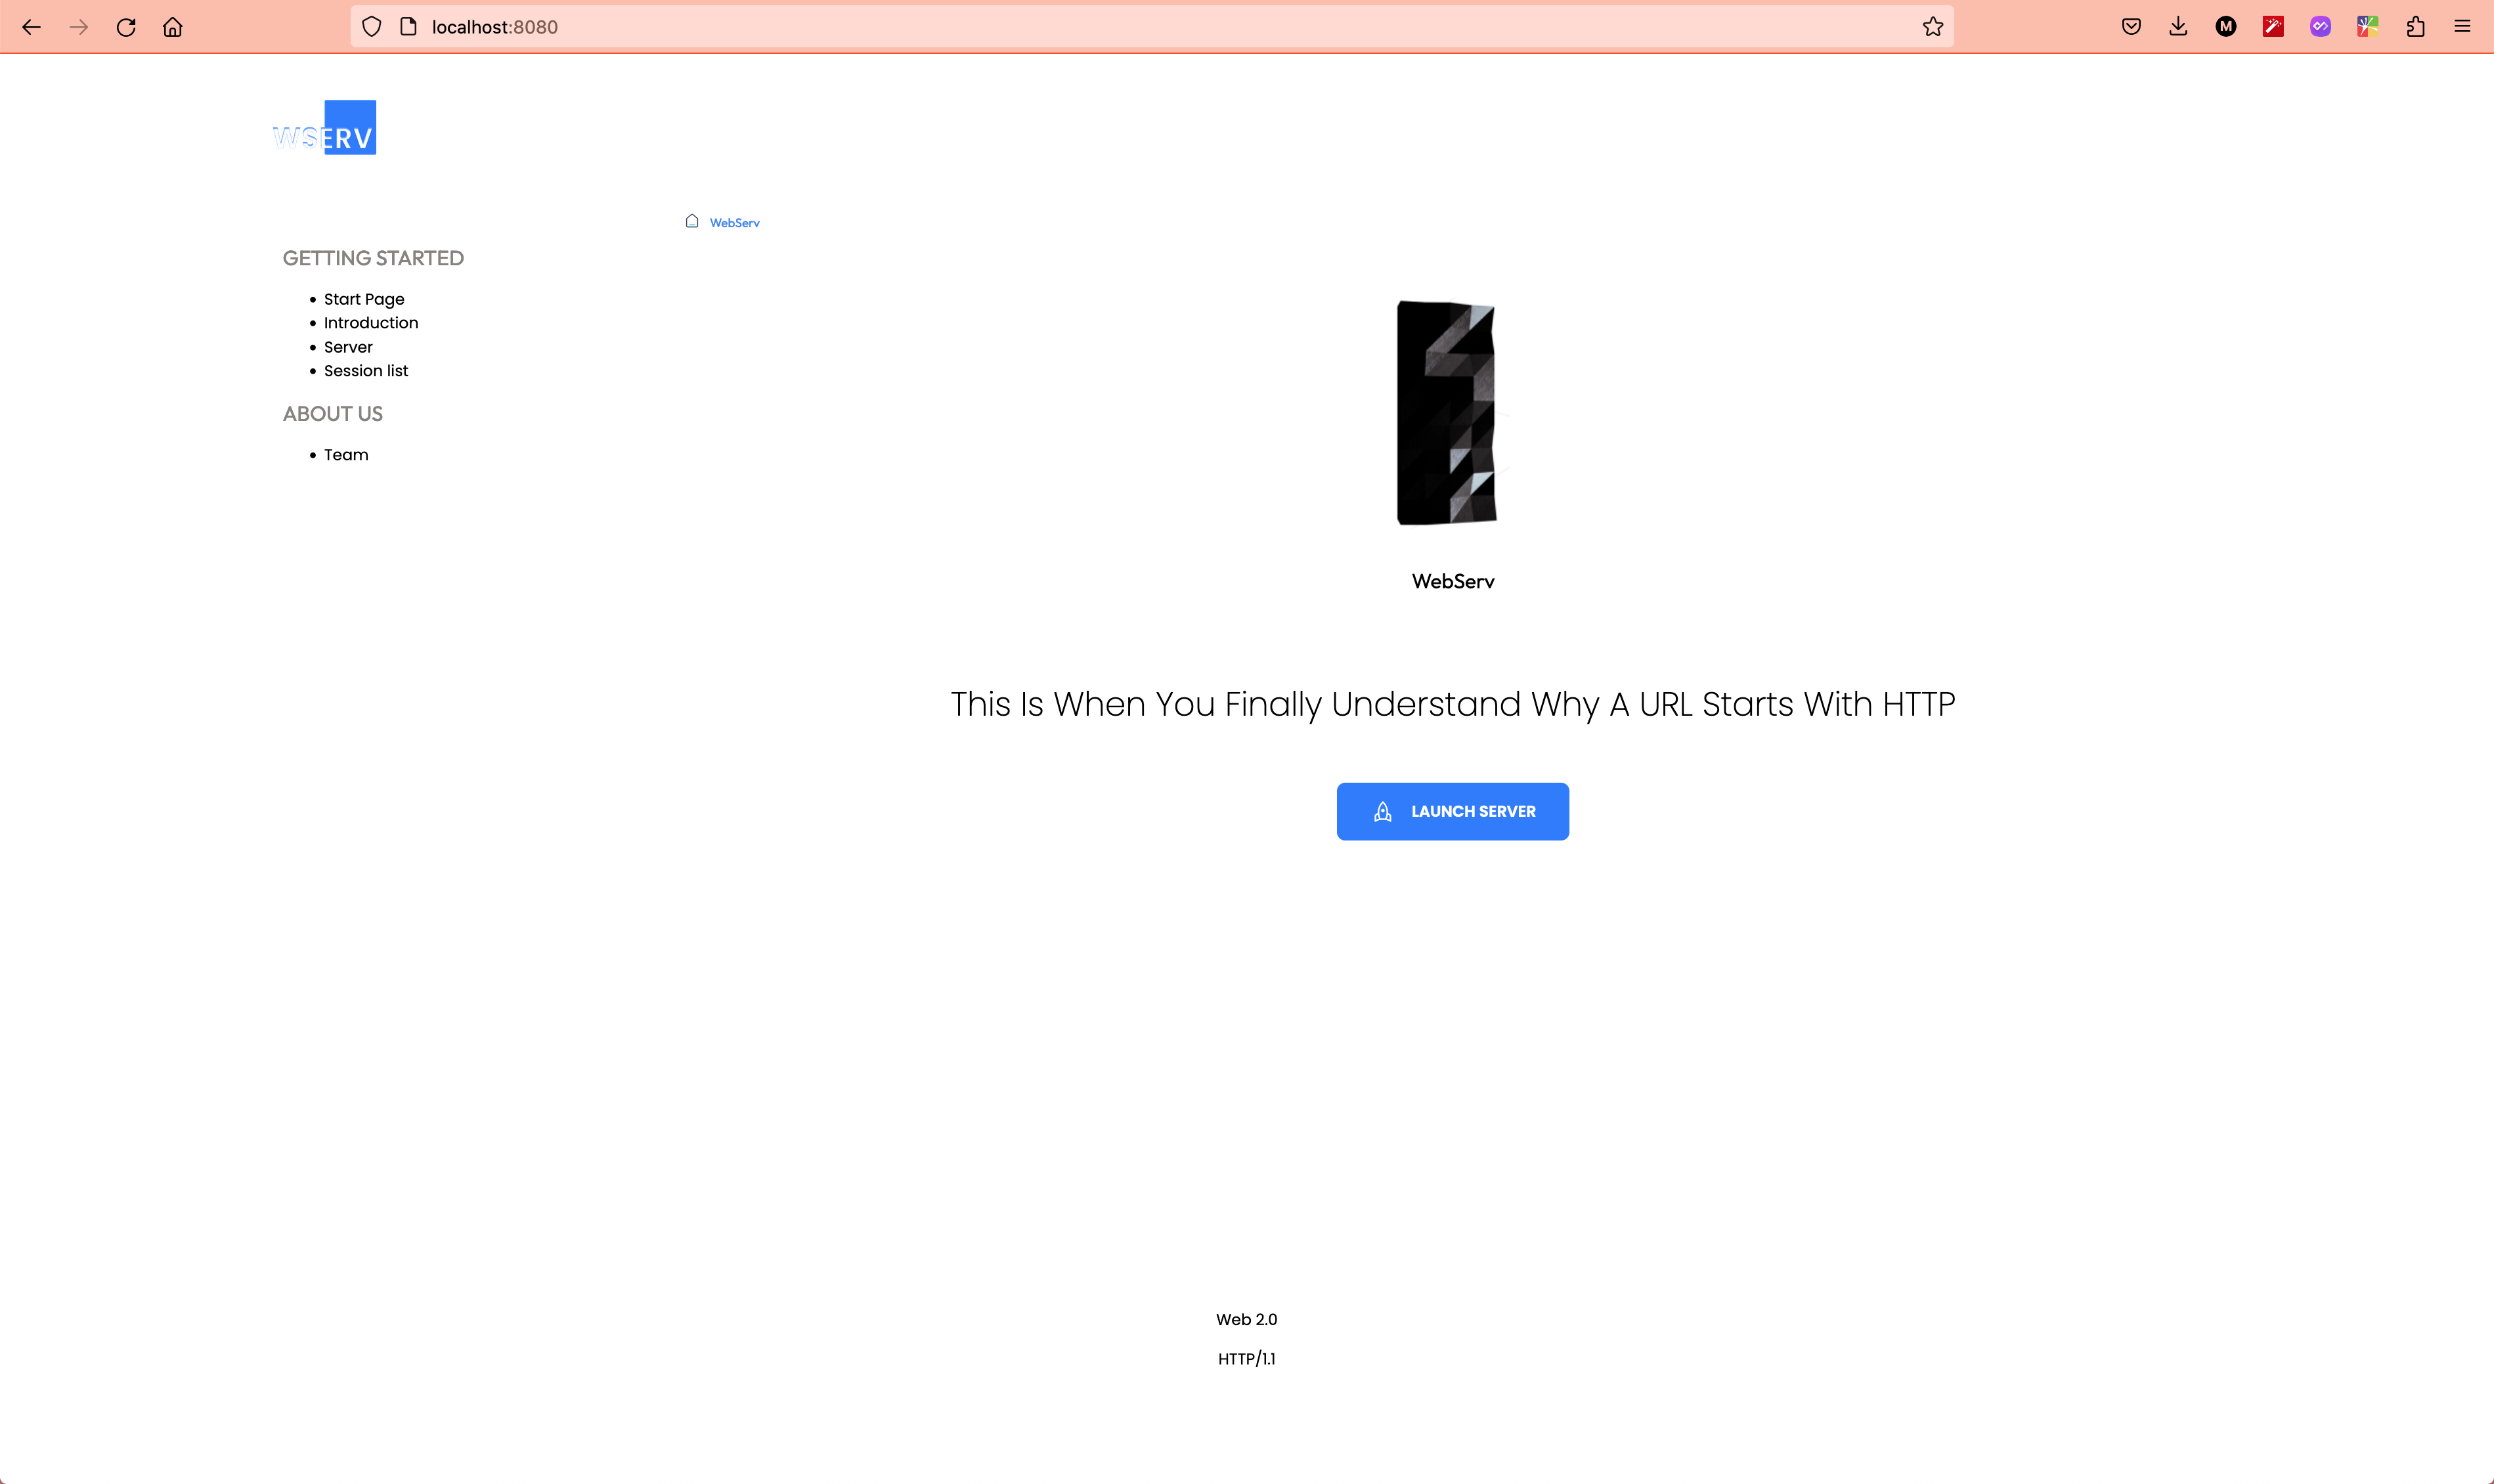 localhost:8080
WSERV
WebServ
GETTING STARTED
Start Page
Introduction
Server
Session list
ABOUT US
Team
WebServ
This Is When You Finally Understand Why A URL Starts With HTTP
LAUNCH SERVER
Web 2.0
HTTP/1.1
M